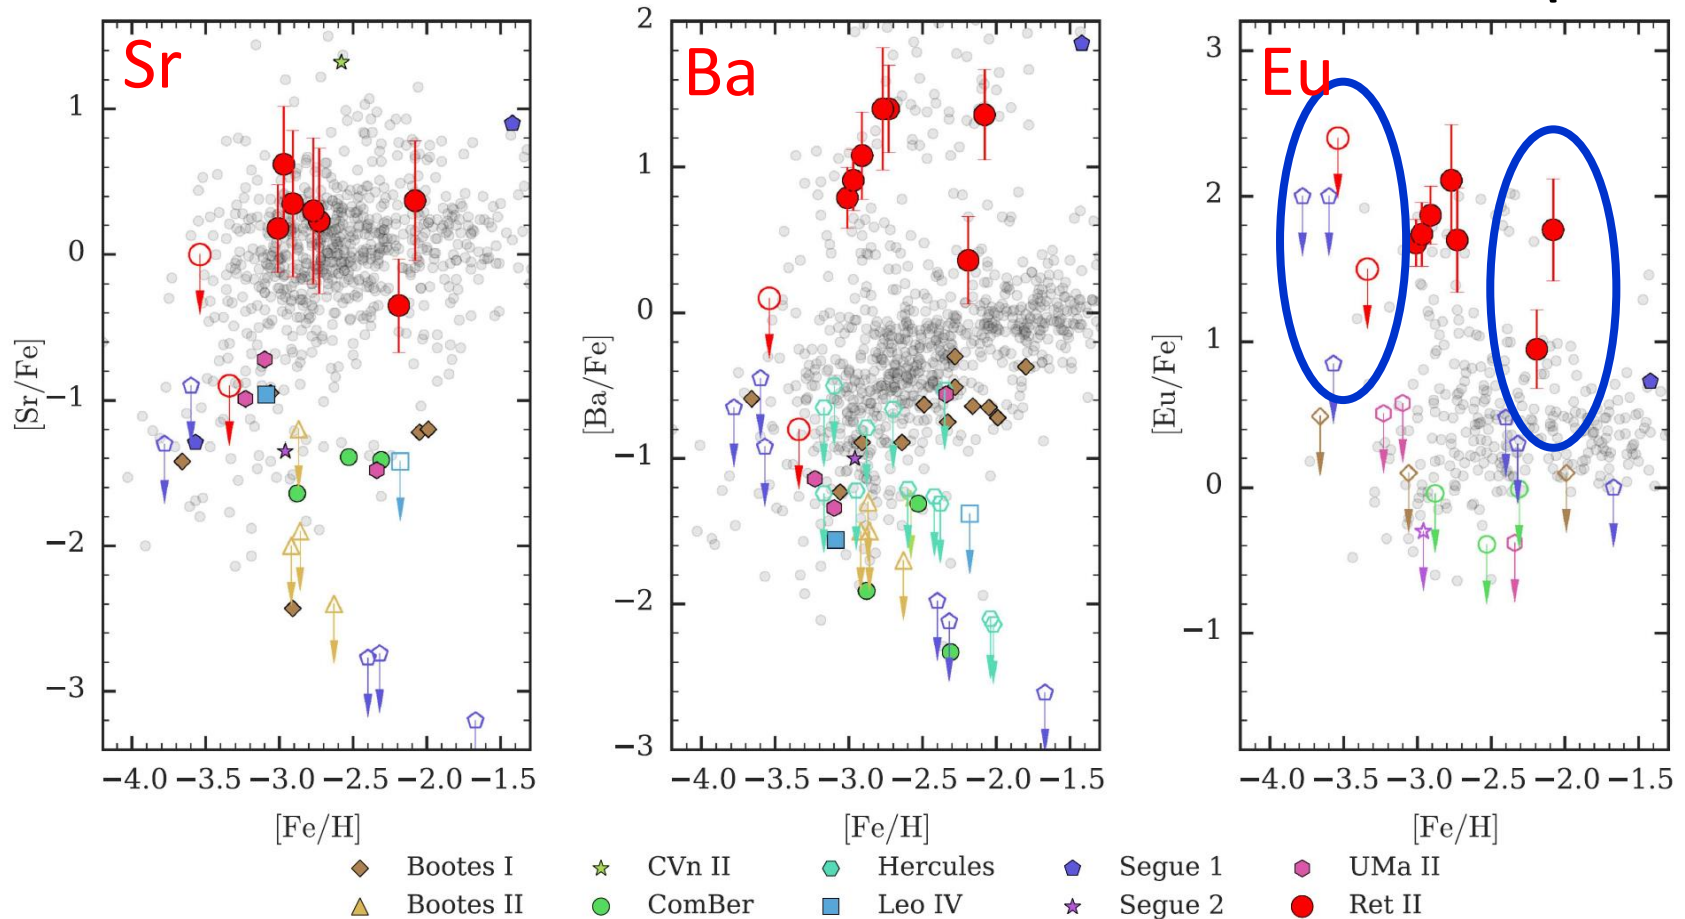 Sr
Ba
Eu
1
0
−1
−2
−3
[Sr/Fe]
−4.0 −3.5 −3.0 −2.5 −2.0 −1.5
[Fe/H]
2
1
0
−1
−2
−3
[Ba/Fe]
−4.0 −3.5 −3.0 −2.5 −2.0 −1.5
[Fe/H]
3
2
1
0
−1
[Eu/Fe]
−4.0 −3.5 −3.0 −2.5 −2.0 −1.5
[Fe/H]
Bootes I CVn II Hercules Segue 1 UMa II
Bootes II ComBer Leo IV Segue 2 Ret II